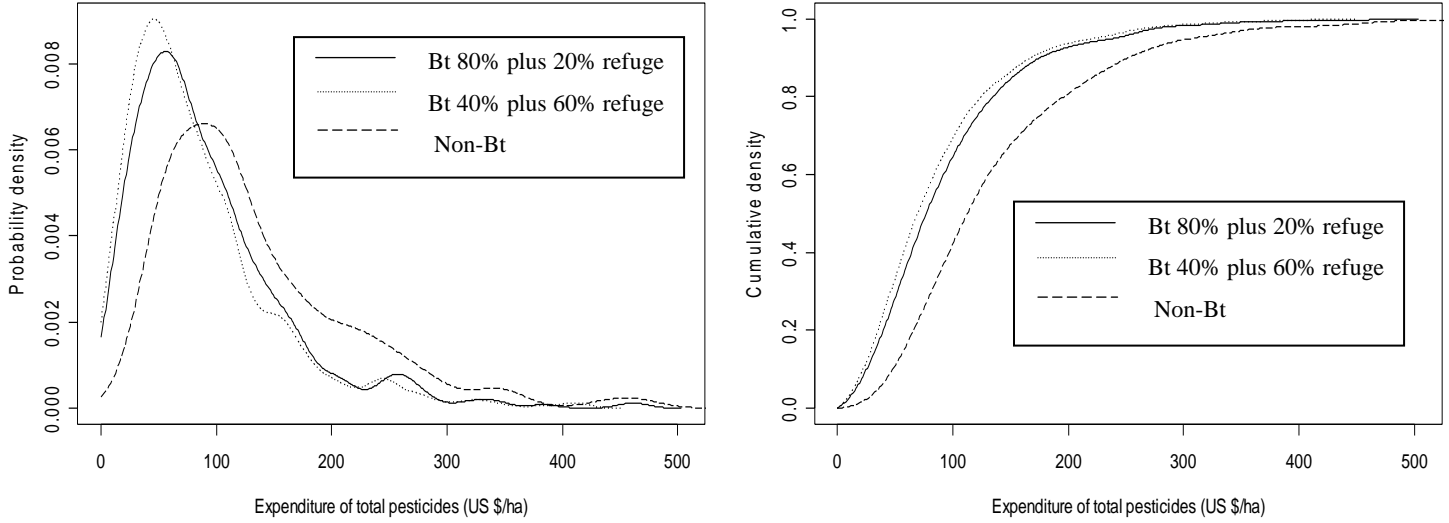 Probability density
0.000
0.002
0.004
0.006
0.008
Bt 80% plus 20% refuge
Bt 40% plus 60% refuge
Non-Bt
0 100 200 300 400 500
Expenditure of total pesticides (US $/ha)
Cumulative density
0.0
0.2
0.4
0.6
0.8
1.0
Bt 80% plus 20% refuge
Bt 40% plus 60% refuge
Non-Bt
0 100 200 300 400 500
Expenditure of total pesticides (US $/ha)